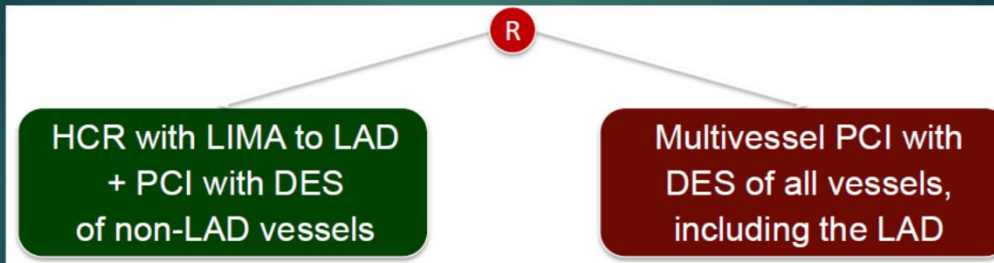 R
HCR with LIMA to LAD
+ PCI with DES
of non-LAD vessels
Multivessel PCI with
DES of all vessels,
including the LAD